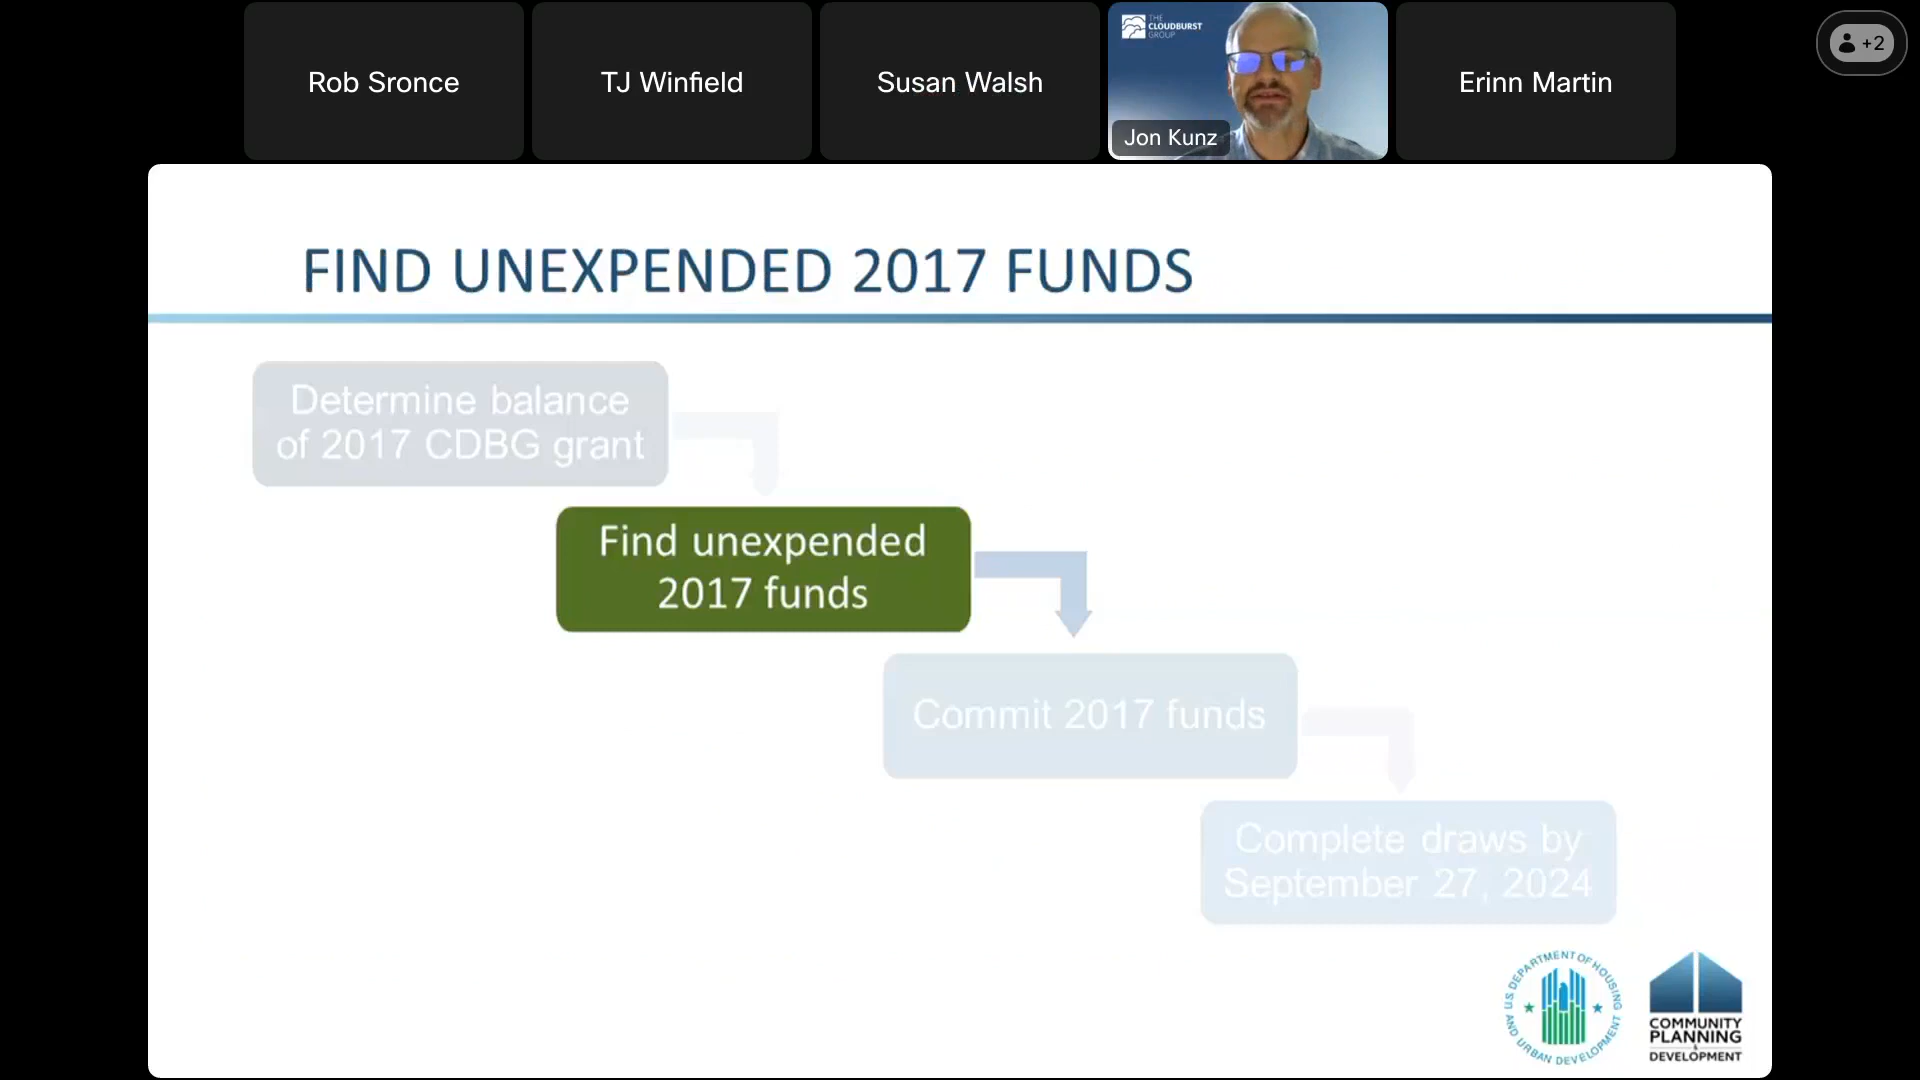 Rob Sronce
TJ Winfield
Susan Walsh
THE
CLOUDBURST
GROUP
Jon Kunz
Erinn Martin
+2
FIND UNEXPENDED 2017 FUNDS
Determine balance
of 2017 CDBG grant
Find unexpended
2017 funds
Commit 2017 funds
Complete draws by
September 27, 2024
US DEPARTMENT OF HOUSING
AND URBAN DEVELOPMENT
COMMUNITY
PLANNING
&
DEVELOPMENT